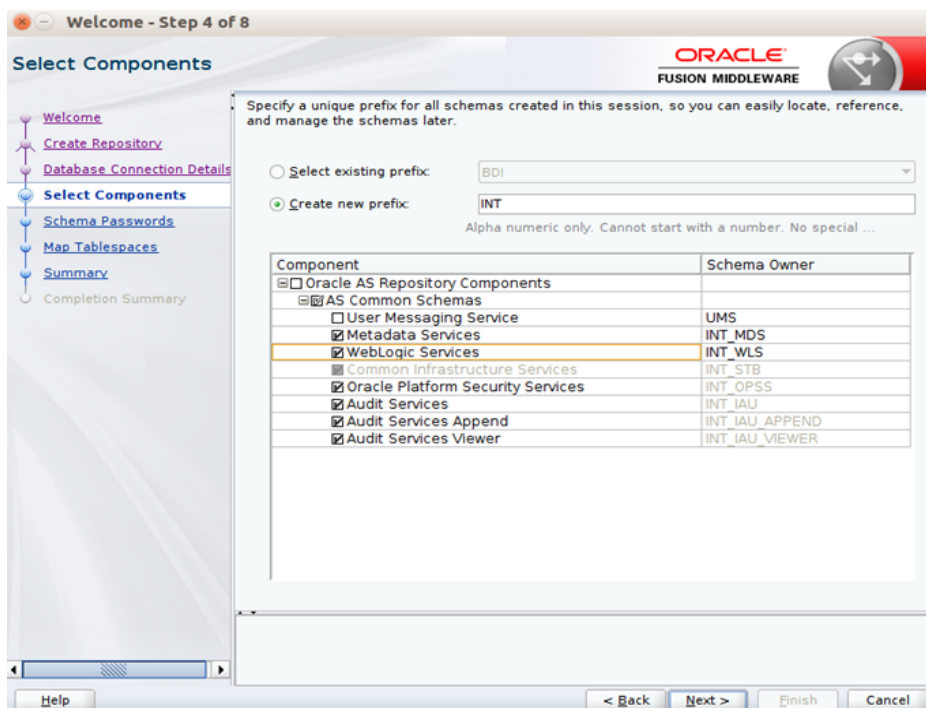 Welcome - Step 4 of 8
Select Components
ORACLE
FUSION MIDDLEWARE
Welcome
Create Repository
Database Connection Details
Select Components
Schema Passwords
Map Tablespaces
Summary
Completion Summary
Specify a unique prefix for all schemas created in this session, so you can easily locate, reference,
and manage the schemas later.
Select existing prefix: BDI
Create new prefix: INT
Alpha numeric only. Cannot start with a number. No special ...
Component Schema Owner
Oracle AS Repository Components
AS Common Schemas
User Messaging Service UMS
Metadata Services INT_MDS
WebLogic Services INT_WLS
Common Infrastructure Services INT_STB
Oracle Platform Security Services INT_OPSS
Audit Services INT_IAU
Audit Services Append INT_IAU_APPEND
Audit Services Viewer INT_IAU_VIEWER
Help < Back Next > Finish Cancel